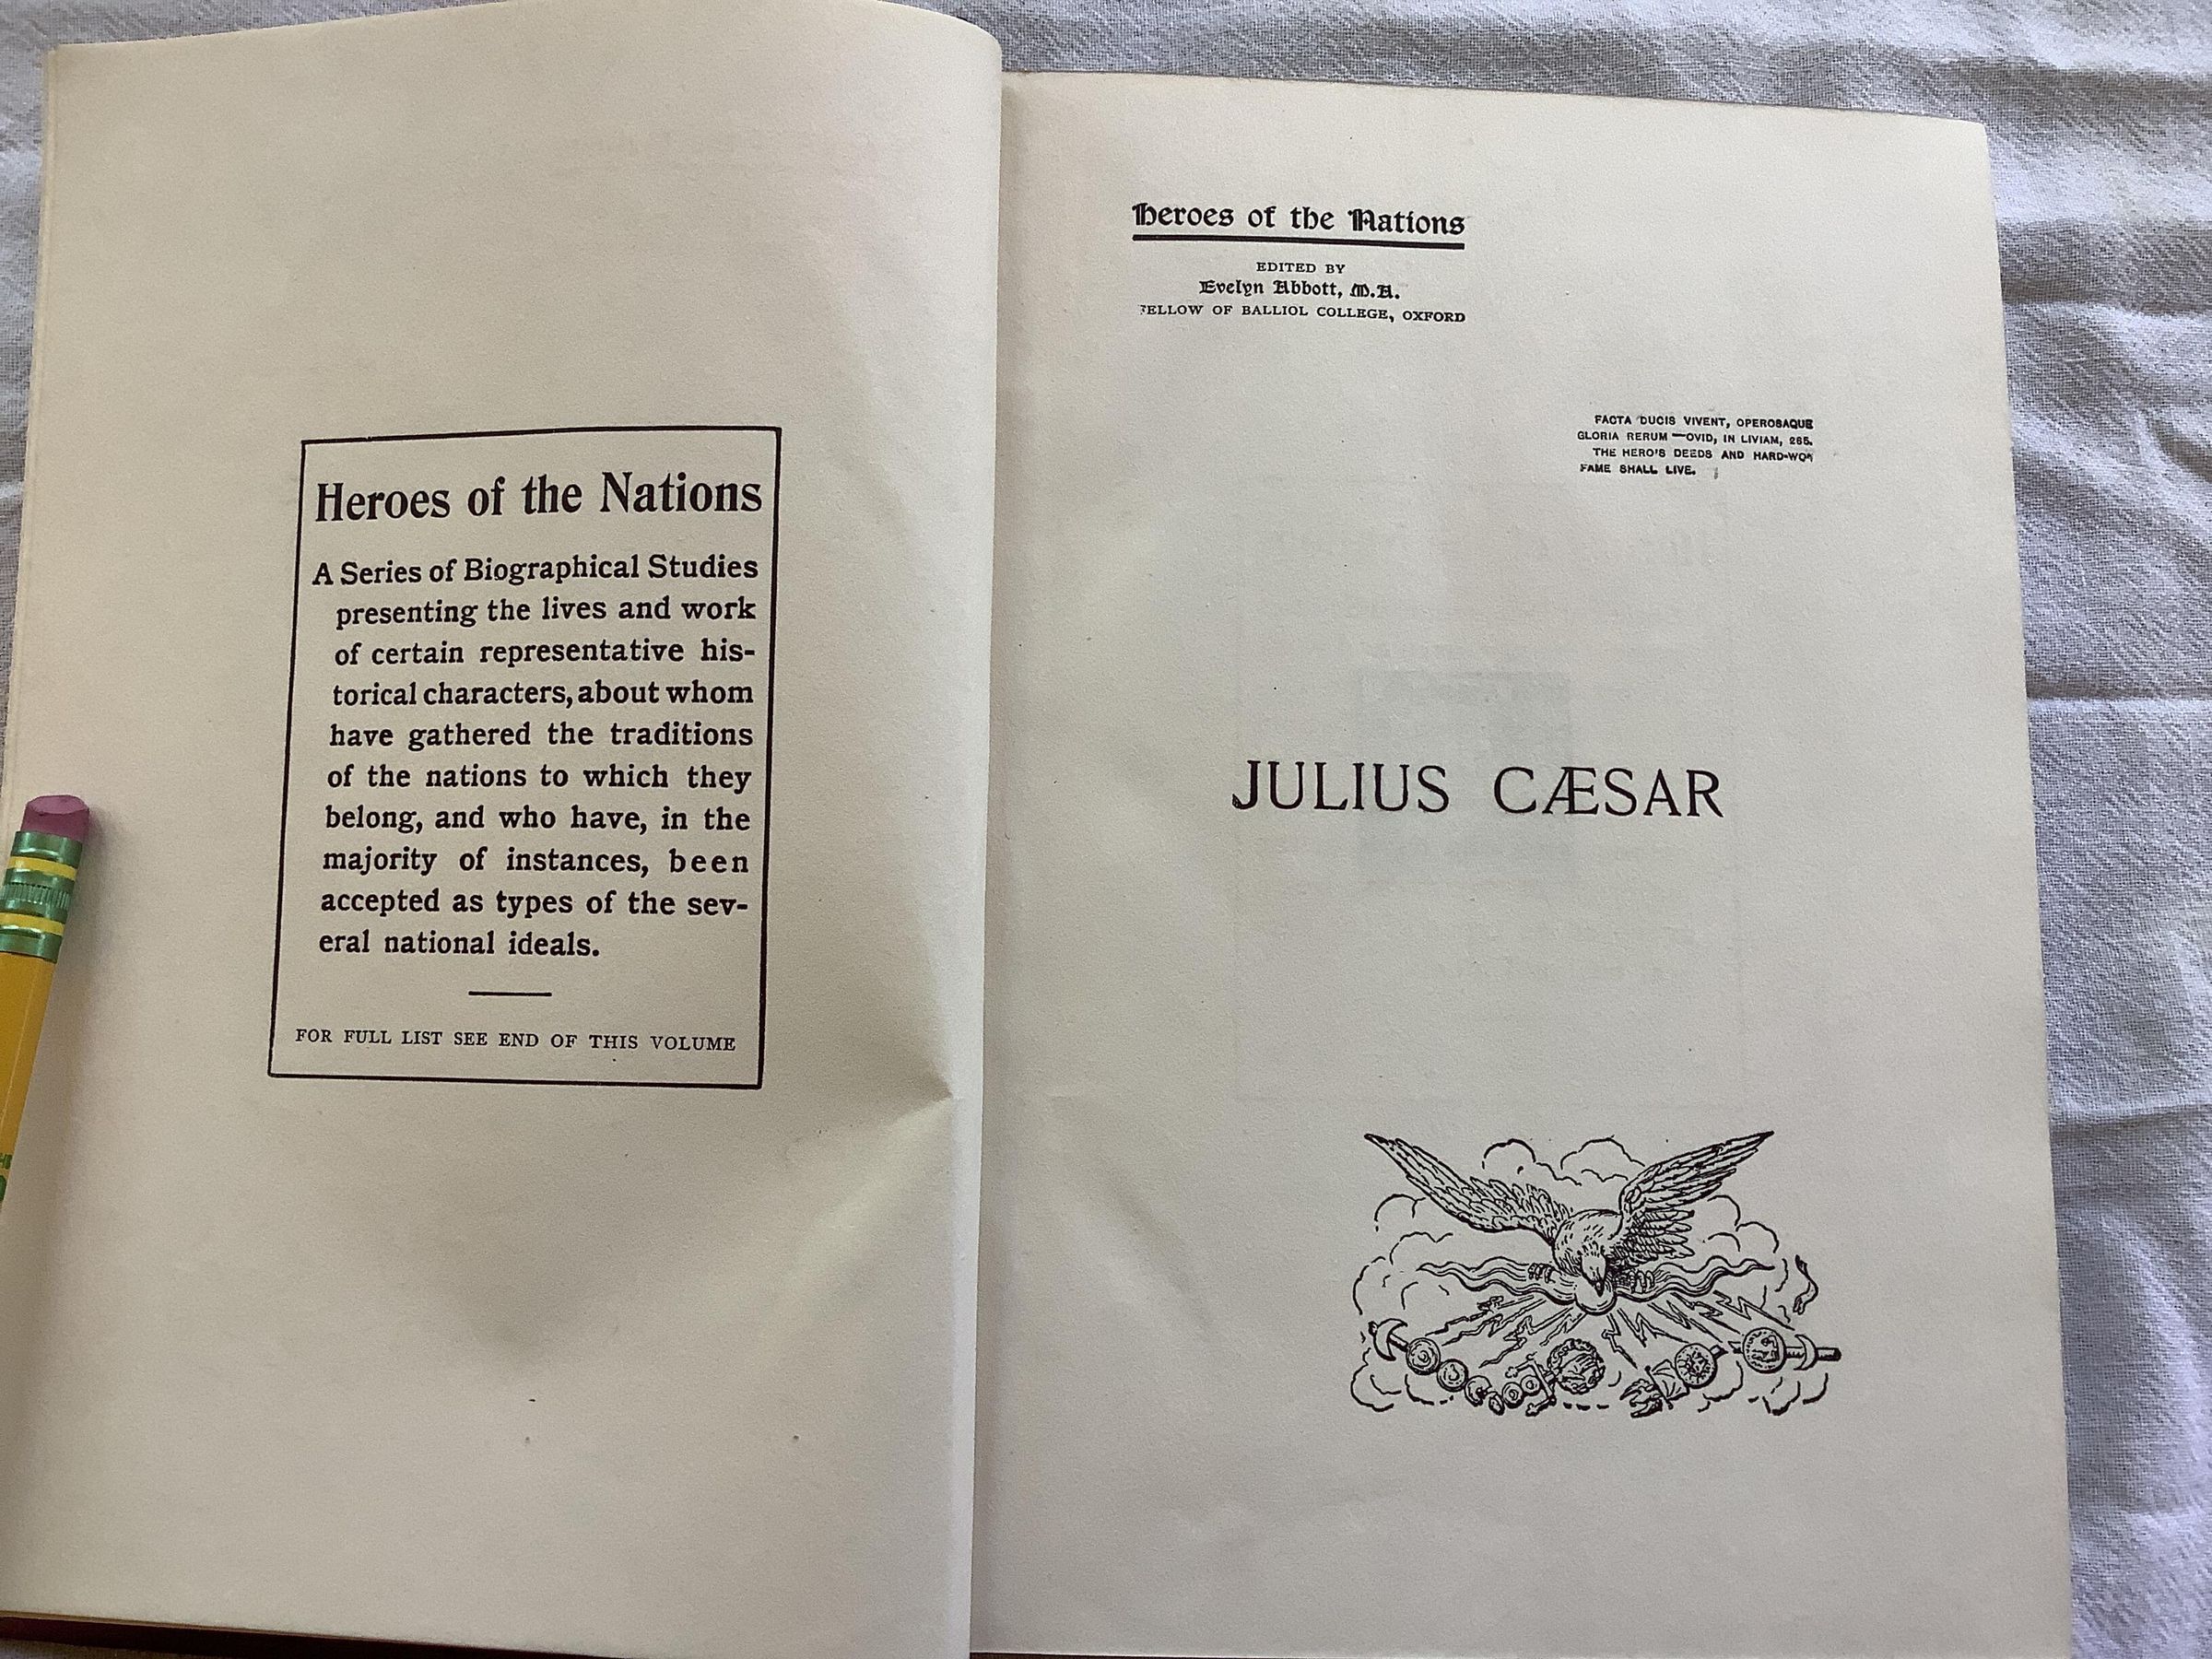 Heroes of the Nations
A Series of Biographical Studies
presenting the lives and work
of certain representative his-
torical characters, about whom
have gathered the traditions
of the nations to which they
belong, and who have, in the
majority of instances, been
accepted as types of the sev-
eral national ideals.
FOR FULL LIST SEE END OF THIS VOLUME
Heroes of the Nations
EDITED BY
Evelyn Abbott, M.A.
FELLOW OF BALLIOL COLLEGE, OXFORD
FACTA DUCIS VIVENT, OPEROSAQUE
GLORIA RERUM—OVID, IN LIVIAM, 265.
THE HERO'S DEEDS AND HARD-WON
FAME SHALL LIVE.
JULIUS CÆSAR